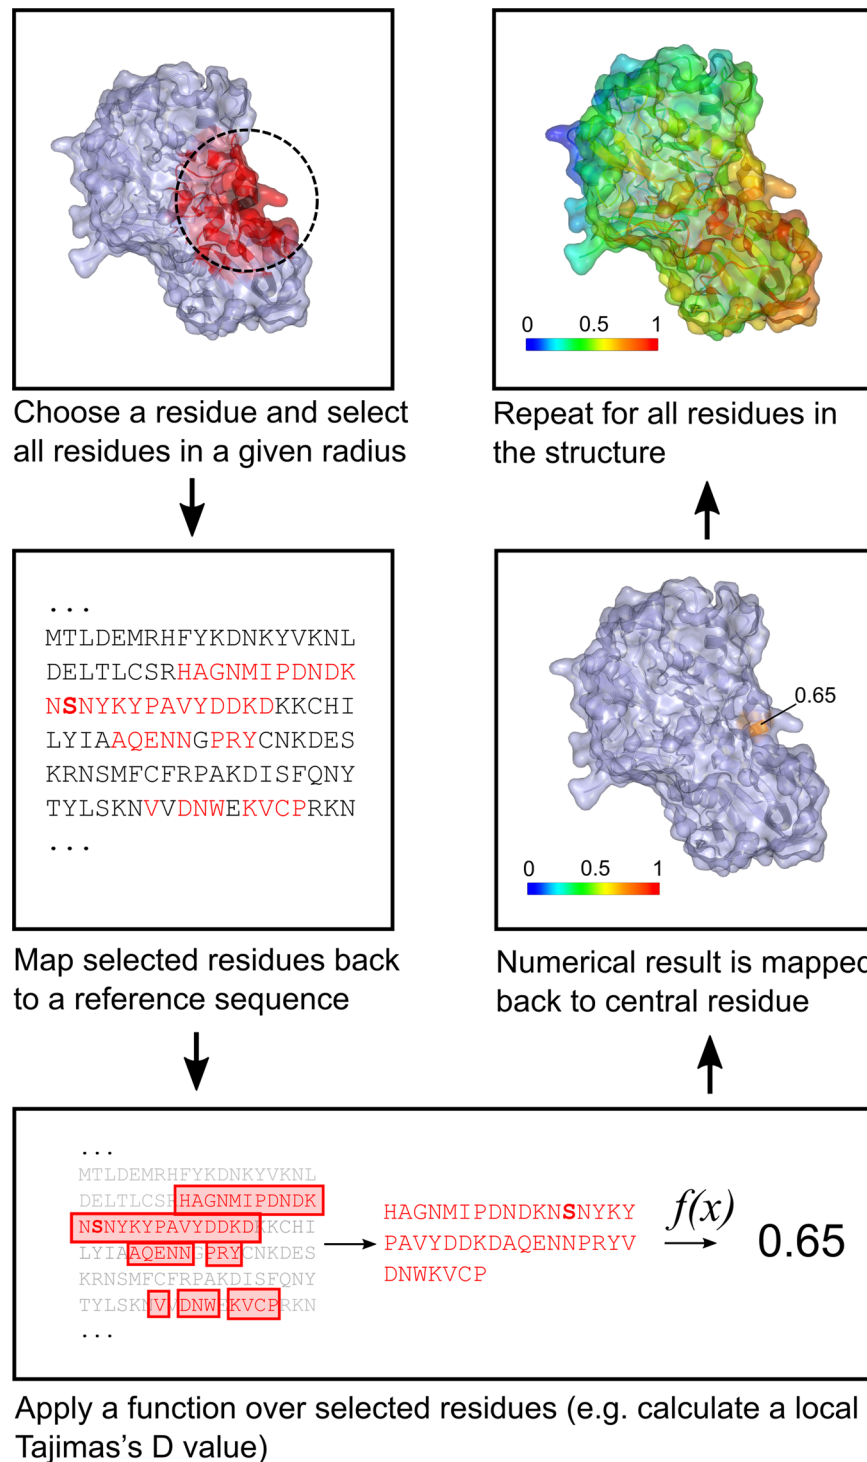 Choose a residue and select
all residues in a given radius
...
MTLDEMRHFYKDNKYVKNL
DELTLCSRHAGNMIPDNDK
NSNYKYPAVYDDKDKKCHI
LYIAAQENNGPRYCNKDES
KRNSMFCFRPAKDISFQNY
TYLSKNVVDNWEKVCPRKN
...
Map selected residues back
to a reference sequence
...
MTLDEMRHFYKDNKYVKNL
DELTLCSRHAGNMIPDNDK
NSNYKYPAVYDDKDKKCHI
LYIAAQENNGPRYCNKDES
KRNSMFCFRPAKDISFQNY
TYLSKNVVDNWEKVCPRKN
...
HAGNMIPDNDKNSNYKY
PAVYDDKDAQENNPRYV
DNWKVCP
f(x)
0.65
Apply a function over selected residues (e.g. calculate a local
Tajimas's D value)
0.65
0 0.5 1
Numerical result is mapped
back to central residue
0 0.5 1
Repeat for all residues in
the structure